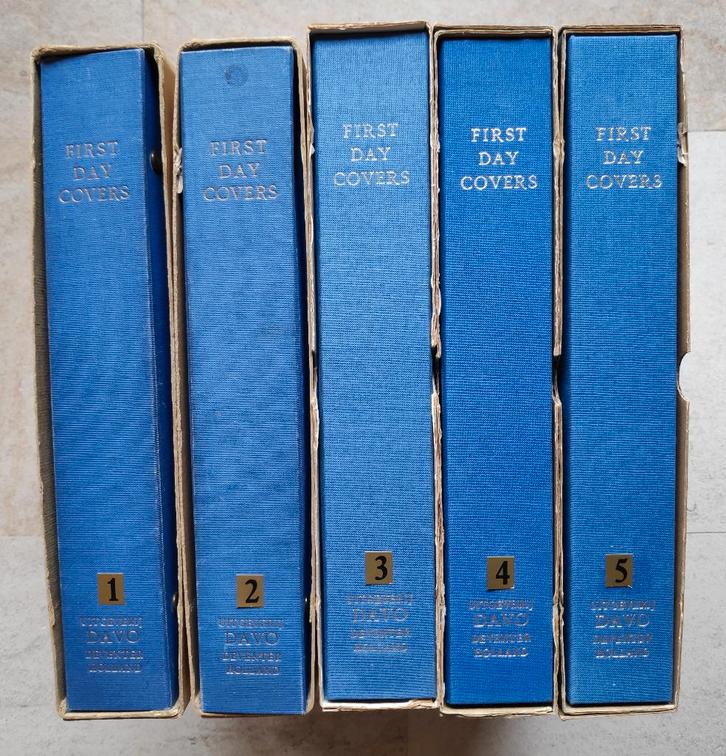 FIRST
DAY
COVERS
1
UITGEVERIJ
DAVO
DEVENTER
HOLLAND
FIRST
DAY
COVERS
2
UITGEVERIJ
DAVO
DEVENTER
HOLLAND
FIRST
DAY
COVERS
3
UITGEVERIJ
DAVO
DEVENTER
HOLLAND
FIRST
DAY
COVERS
4
UITGEVERIJ
DAVO
DEVENTER
HOLLAND
FIRST
DAY
COVERS
5
UITGEVERIJ
DAVO
DEVENTER
HOLLAND